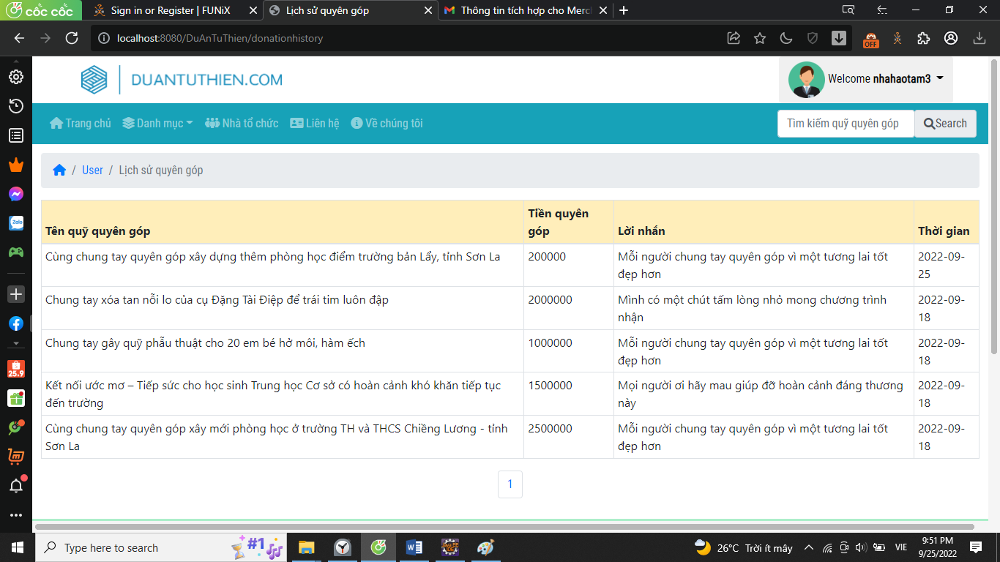 cốc cốc
Sign in or Register | FUNiX
Lịch sử quyên góp
Thông tin tích hợp cho Merch
localhost:8080/DuAnTuThien/donationhistory
OFF
DUANTUTHIEN.COM
Welcome nhahaotam3
Trang chủ
Danh mục
Nhà tổ chức
Liên hệ
Về chúng tôi
Tìm kiếm quỹ quyên góp
Search
/ User / Lịch sử quyên góp
Tên quỹ quyên góp
Tiền quyên
góp
Lời nhắn
Thời gian
Cùng chung tay quyên góp xây dựng thêm phòng học điểm trường bản Lẩy, tỉnh Sơn La
200000
Mỗi người chung tay quyên góp vì một tương lai tốt
đẹp hơn
2022-09-
25
Chung tay xóa tan nỗi lo của cụ Đặng Tài Điệp để trái tim luôn đập
2000000
Mình có một chút tấm lòng nhỏ mong chương trình
nhận
2022-09-
18
Chung tay gây quỹ phẫu thuật cho 20 em bé hở môi, hàm ếch
1000000
Mỗi người chung tay quyên góp vì một tương lai tốt
đẹp hơn
2022-09-
18
Kết nối ước mơ – Tiếp sức cho học sinh Trung học Cơ sở có hoàn cảnh khó khăn tiếp tục
đến trường
1500000
Mọi người ơi hãy mau giúp đỡ hoàn cảnh đáng thương
này
2022-09-
18
Cùng chung tay quyên góp xây mới phòng học ở trường TH và THCS Chiềng Lương - tỉnh
Sơn La
2500000
Mỗi người chung tay quyên góp vì một tương lai tốt
đẹp hơn
2022-09-
18
1
Zalo
25.9
Type here to search
#1
26°C Trời ít mây
VIE
9:51 PM
9/25/2022